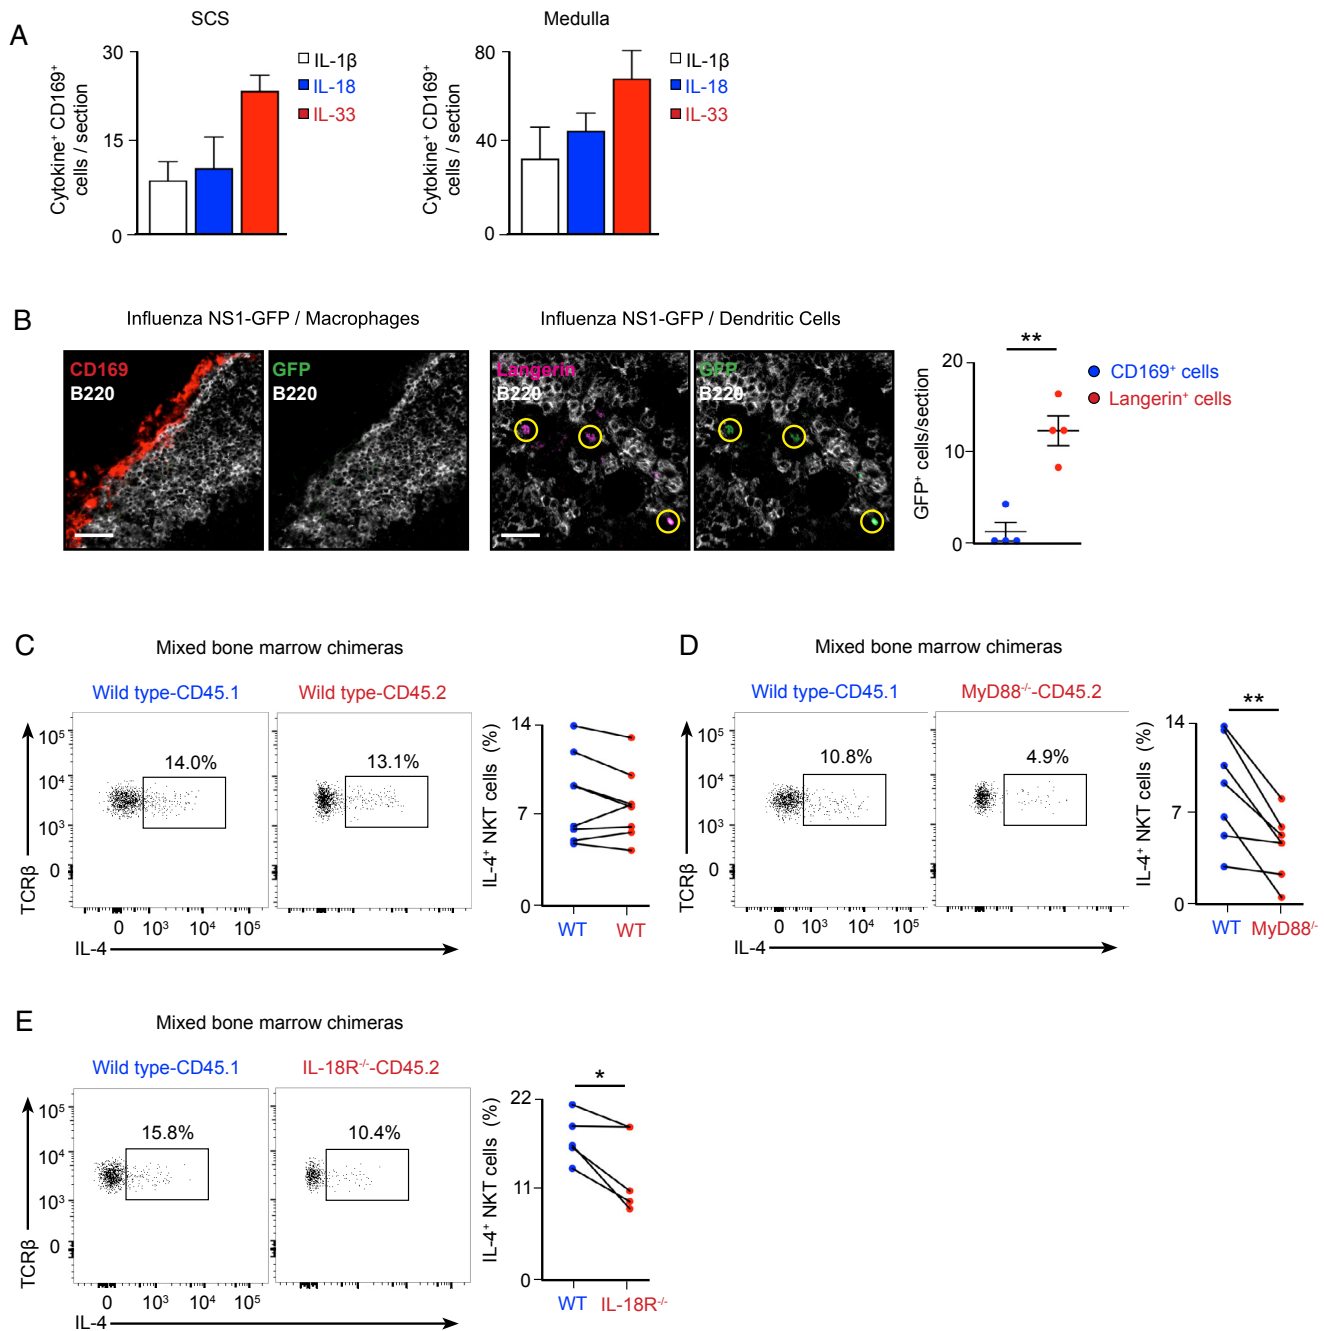 A
SCS
Cytokine⁺ CD169⁺
cells / section
30
15
0
IL-1β
IL-18
IL-33
Medulla
Cytokine⁺ CD169⁺
cells / section
80
40
0
IL-1β
IL-18
IL-33
B
Influenza NS1-GFP / Macrophages
CD169
B220
GFP
B220
Influenza NS1-GFP / Dendritic Cells
Langerin
B220
GFP
B220
GFP⁺ cells/section
20
10
0
**
CD169⁺ cells
Langerin⁺ cells
C
Mixed bone marrow chimeras
Wild type-CD45.1
Wild type-CD45.2
TCRβ
10⁵
10⁴
10³
0
14.0%
13.1%
0 10³ 10⁴ 10⁵
IL-4
IL-4⁺ NKT cells (%)
14
7
0
WT WT
D
Mixed bone marrow chimeras
Wild type-CD45.1
MyD88⁻/⁻-CD45.2
TCRβ
10⁵
10⁴
10³
0
10.8%
4.9%
0 10³ 10⁴ 10⁵
IL-4
IL-4⁺ NKT cells (%)
14
7
0
**
WT MyD88/-
E
Mixed bone marrow chimeras
Wild type-CD45.1
IL-18R⁻/⁻-CD45.2
TCRβ
10⁵
10⁴
10³
0
15.8%
10.4%
0 10³ 10⁴ 10⁵
IL-4
IL-4⁺ NKT cells (%)
22
11
0
*
WT IL-18R⁻/⁻